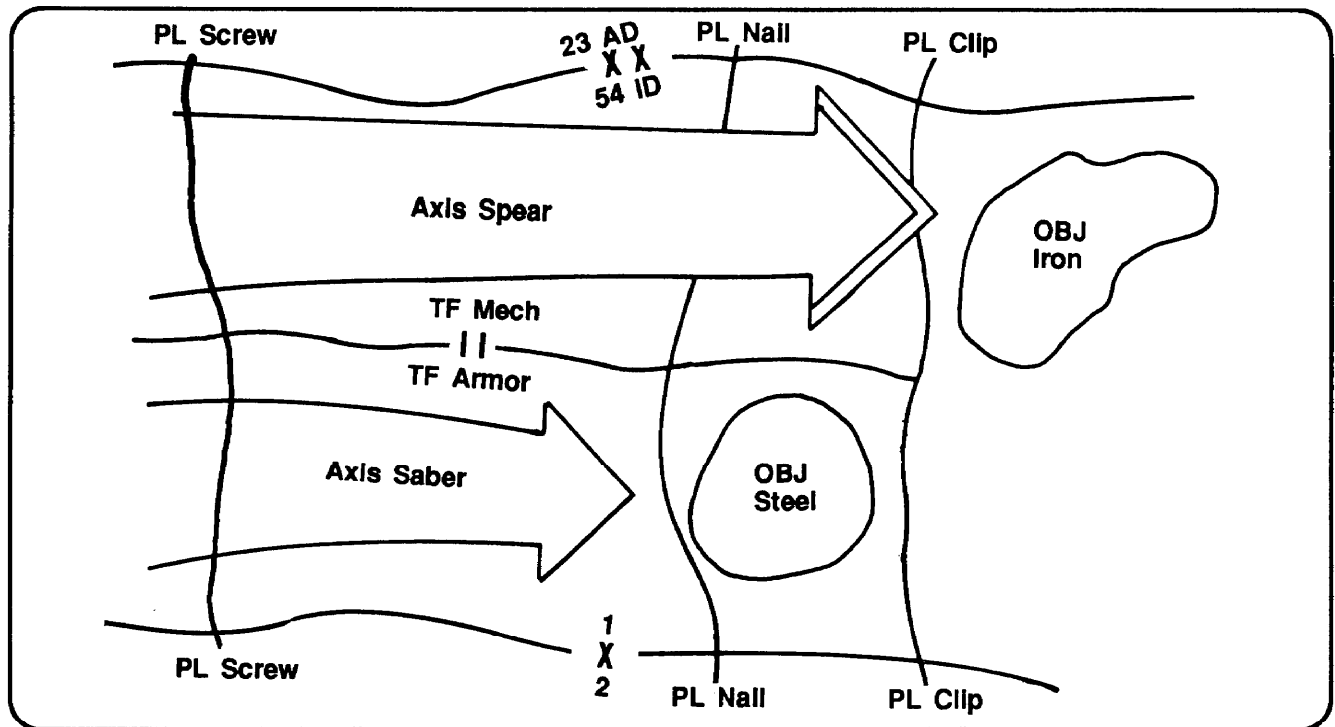 PL Screw
23 AD
X X
54 ID
PL Nail
PL Clip
Axis Spear
OBJ
Iron
TF Mech
I I
TF Armor
Axis Saber
OBJ
Steel
1
X
2
PL Screw
PL Nail
PL Clip